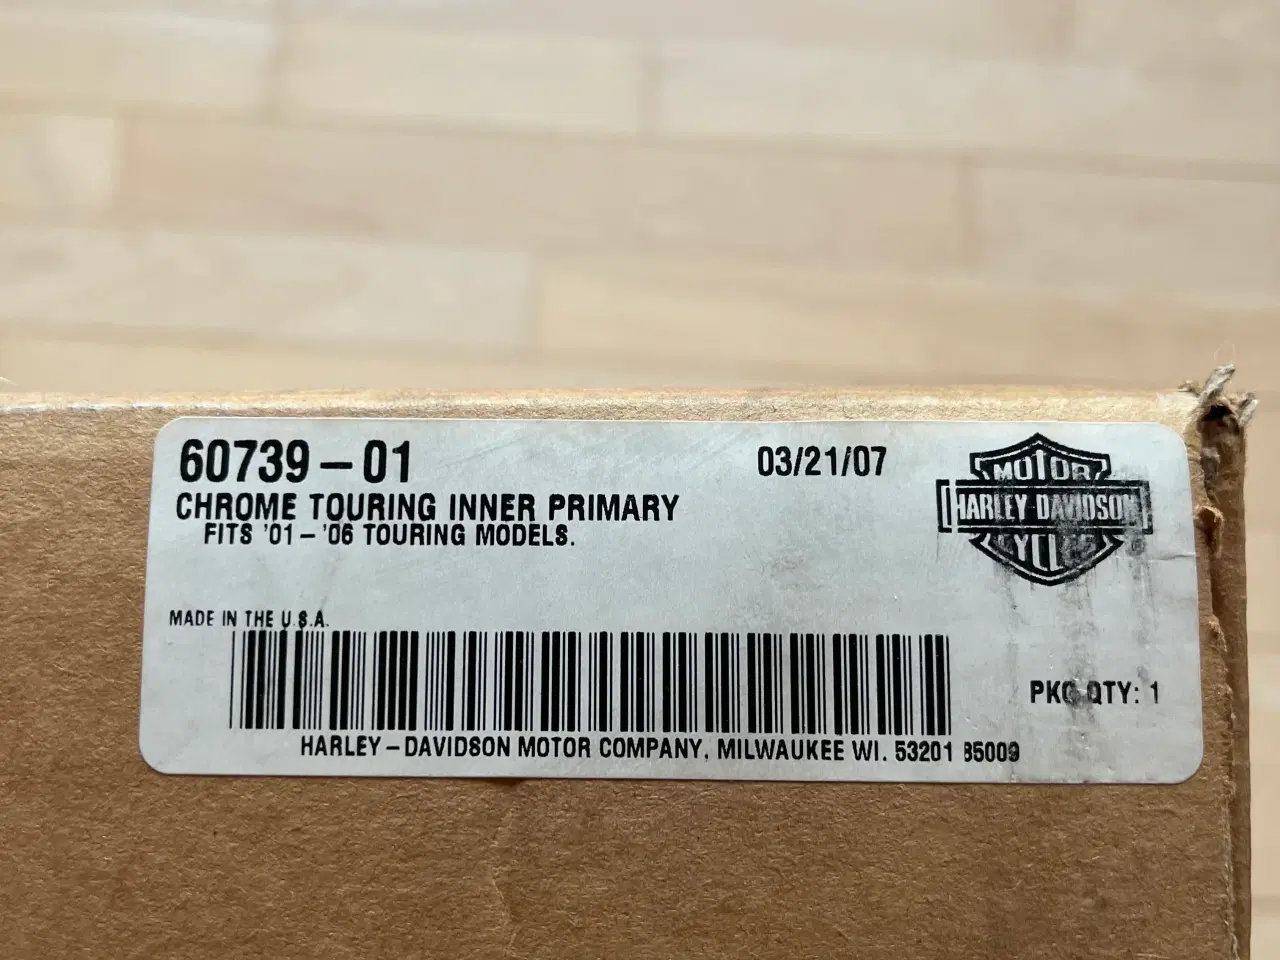 60739-01
03/21/07
CHROME TOURING INNER PRIMARY
FITS '01-'06 TOURING MODELS.
MOTOR
HARLEY-DAVIDSON
MADE IN THE U.S.A.
PKG QTY: 1
HARLEY-DAVIDSON MOTOR COMPANY, MILWAUKEE WI. 53201 85009